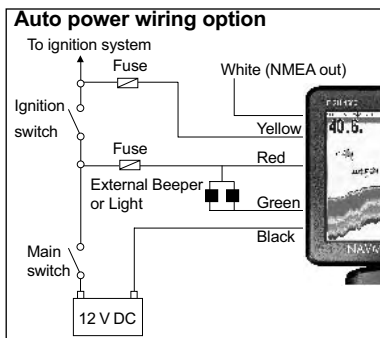 Auto power wiring option
To ignition system
Fuse
White (NMEA out)
Ignition
switch
Yellow
40.6.
Fuse
Red
External Beeper
or Light
Green
Black
Main
switch
12 V DC